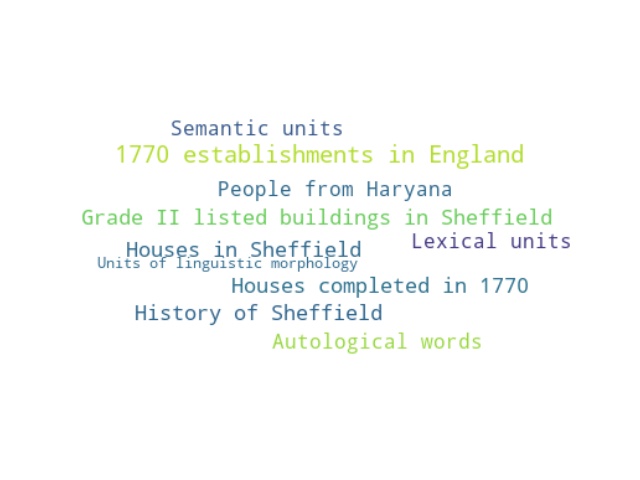 Semantic units
1770 establishments in England
People from Haryana
Grade II listed buildings in Sheffield
Lexical units
Houses in Sheffield
Units of linguistic morphology
Houses completed in 1770
History of Sheffield
Autological words